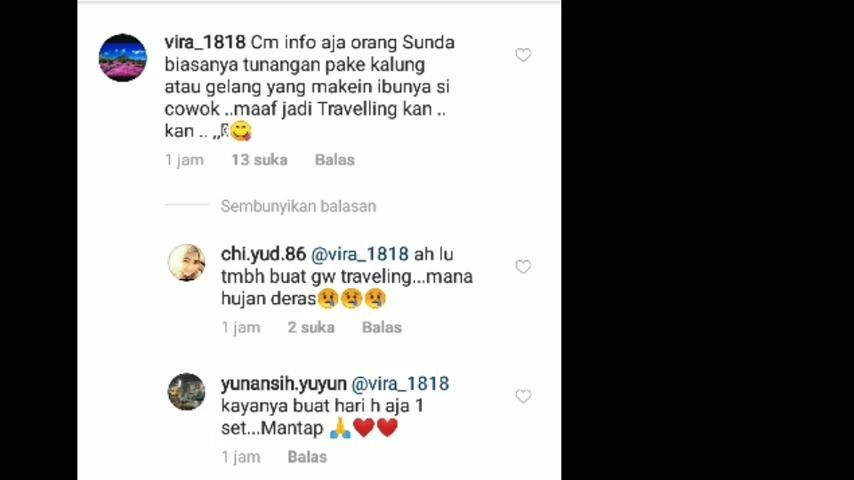 vira_1818 Cm info aja orang Sunda
biasanya tunangan pake kalung
atau gelang yang makein ibunya si
cowok ..maaf jadi Travelling kan ..
kan .. ,,🤾😋
1 jam 13 suka Balas
Sembunyikan balasan
chi.yud.86 @vira_1818 ah lu
tmbh buat gw traveling...mana
hujan deras😢😢😢
1 jam 2 suka Balas
yunansih.yuyun @vira_1818
kayanya buat hari h aja 1
set...Mantap 🙏❤️❤️
1 jam Balas